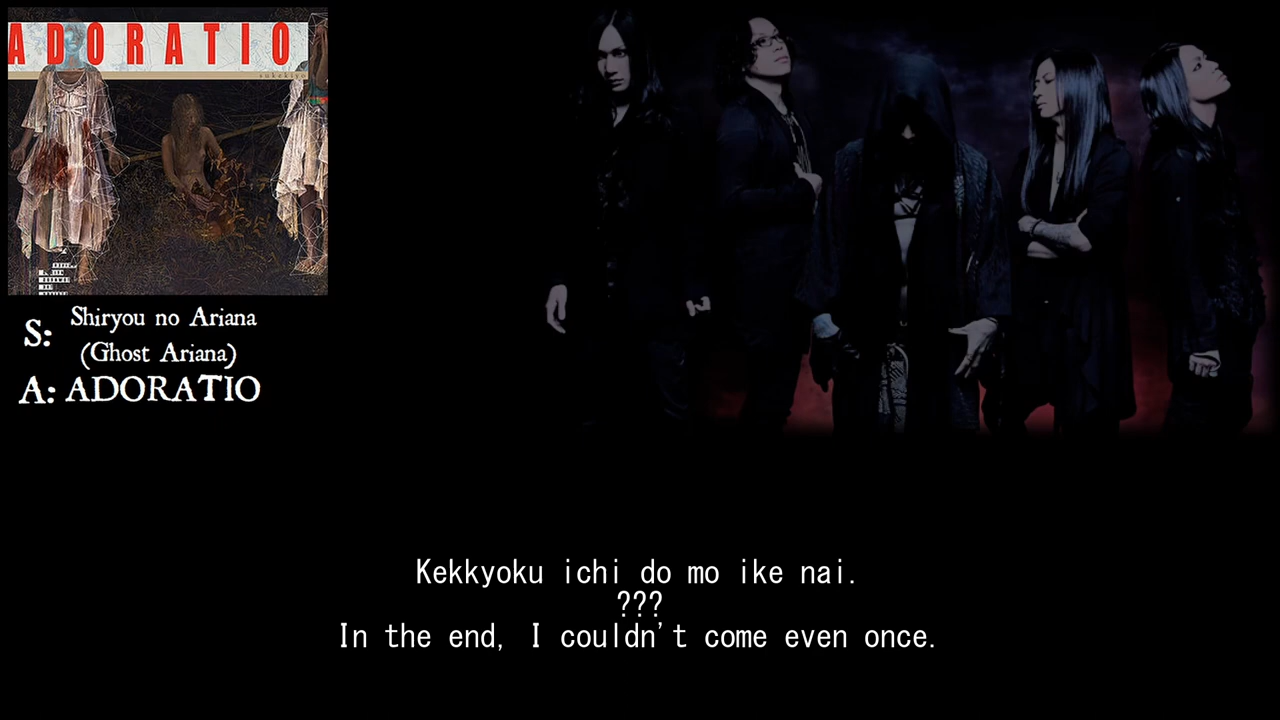 ADORATIO
sukekiyo
S: Shiryou no Ariana
(Ghost Ariana)
A: ADORATIO
Kekkyoku ichi do mo ike nai.
???
In the end, I couldn't come even once.